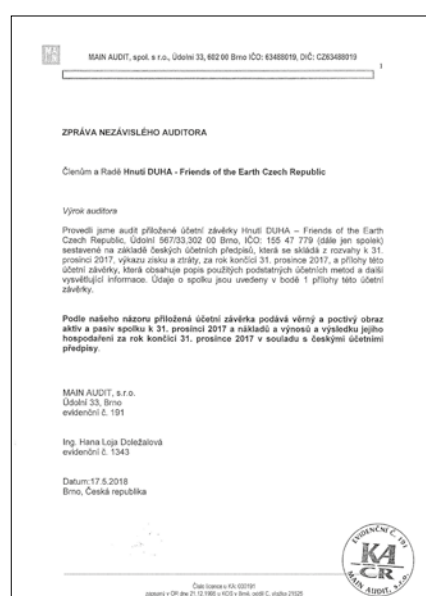 MAIN AUDIT, spol. s r.o., Údolní 33, 602 00 Brno IČO: 63488019, DIČ: CZ63488019
1
ZPRÁVA NEZÁVISLÉHO AUDITORA
Členům a Radě Hnutí DUHA - Friends of the Earth Czech Republic
Výrok auditora
Provedli jsme audit přiložené účetní závěrky Hnutí DUHA – Friends of the Earth
Czech Republic, Údolní 567/33,302 00 Brno, IČO: 155 47 779 (dále jen spolek)
sestavené na základě českých účetních předpisů, která se skládá z rozvahy k 31.
prosinci 2017, výkazu zisku a ztráty, za rok končící 31. prosince 2017, a přílohy této
účetní závěrky, která obsahuje popis použitých podstatných účetních metod a další
vysvětlující informace. Údaje o spolku jsou uvedeny v bodě 1 přílohy této účetní
závěrky.
Podle našeho názoru přiložená účetní závěrka podává věrný a poctivý obraz
aktiv a pasiv spolku k 31. prosinci 2017 a nákladů a výnosů a výsledku jejího
hospodaření za rok končící 31. prosince 2017 v souladu s českými účetními
předpisy.
MAIN AUDIT, s.r.o.
Údolní 33, Brno
evidenční č. 191
Ing. Hana Loja Doležalová
evidenční č. 1343
Datum:17.5.2018
Brno, Česká republika
EVIDENČNÍ Č. 191
KA
ČR
MAIN AUDIT, s.r.o.